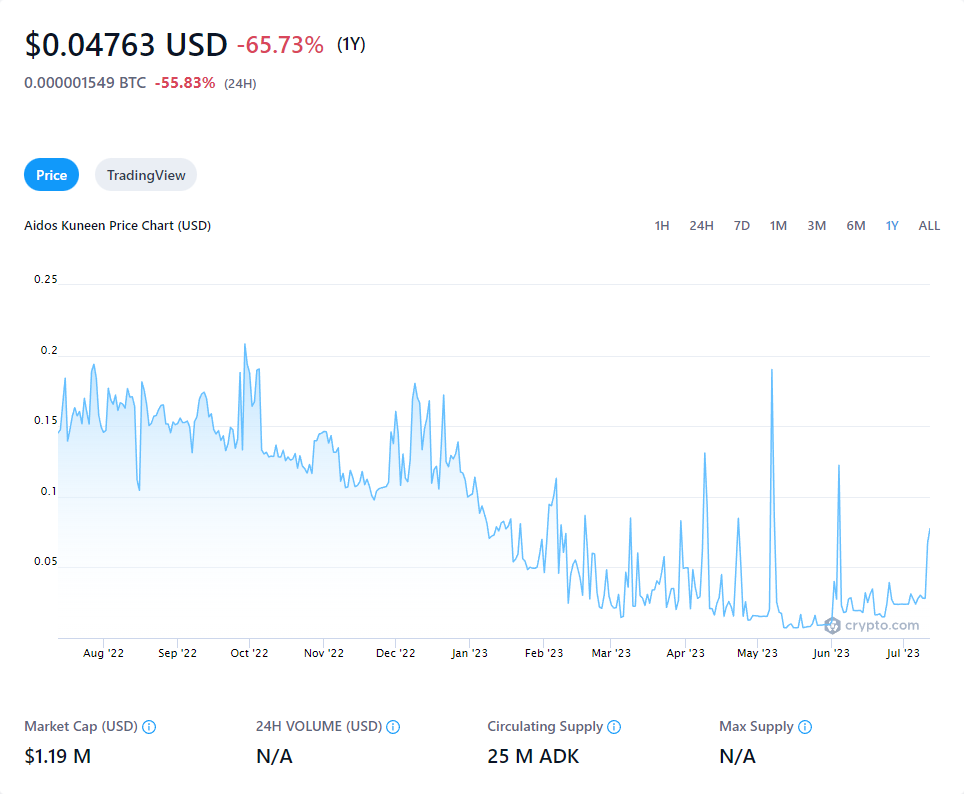 $0.04763 USD -65.73% (1Y)
0.000001549 BTC -55.83% (24H)
Price TradingView
Aidos Kuneen Price Chart (USD) 1H 24H 7D 1M 3M 6M 1Y ALL
0.25
0.2
0.15
0.1
0.05
crypto.com
Aug '22 Sep '22 Oct '22 Nov '22 Dec '22 Jan '23 Feb '23 Mar '23 Apr '23 May '23 Jun '23 Jul '23
Market Cap (USD) 24H VOLUME (USD) Circulating Supply Max Supply
$1.19 M N/A 25 M ADK N/A